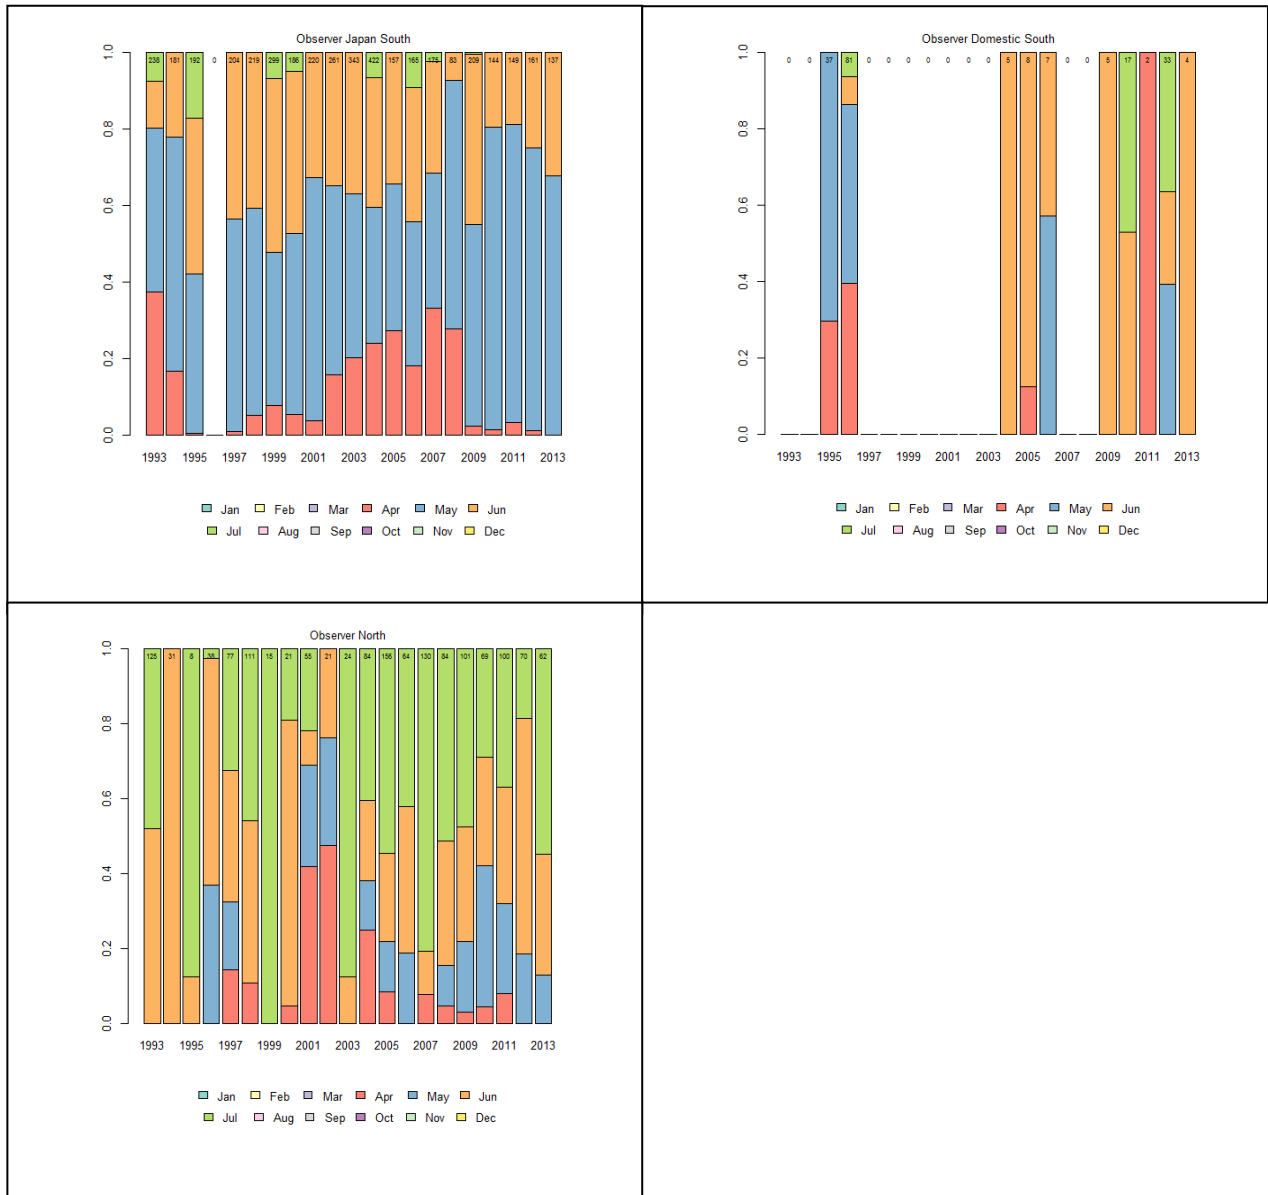 Observer Japan South
1.0
0.8
0.6
0.4
0.2
0.0
238 181 192 0 204 219 299 186 220 261 343 422 157 165 175 83 209 144 149 161 137
1993 1995 1997 1999 2001 2003 2005 2007 2009 2011 2013
Jan Feb Mar Apr May Jun
Jul Aug Sep Oct Nov Dec
Observer Domestic South
1.0
0.8
0.6
0.4
0.2
0.0
0 0 37 81 0 0 0 0 0 0 0 5 8 7 0 0 5 17 2 33 4
1993 1995 1997 1999 2001 2003 2005 2007 2009 2011 2013
Jan Feb Mar Apr May Jun
Jul Aug Sep Oct Nov Dec
Observer North
1.0
0.8
0.6
0.4
0.2
0.0
125 31 8 38 77 111 15 21 55 21 24 84 156 64 130 84 101 69 100 70 62
1993 1995 1997 1999 2001 2003 2005 2007 2009 2011 2013
Jan Feb Mar Apr May Jun
Jul Aug Sep Oct Nov Dec